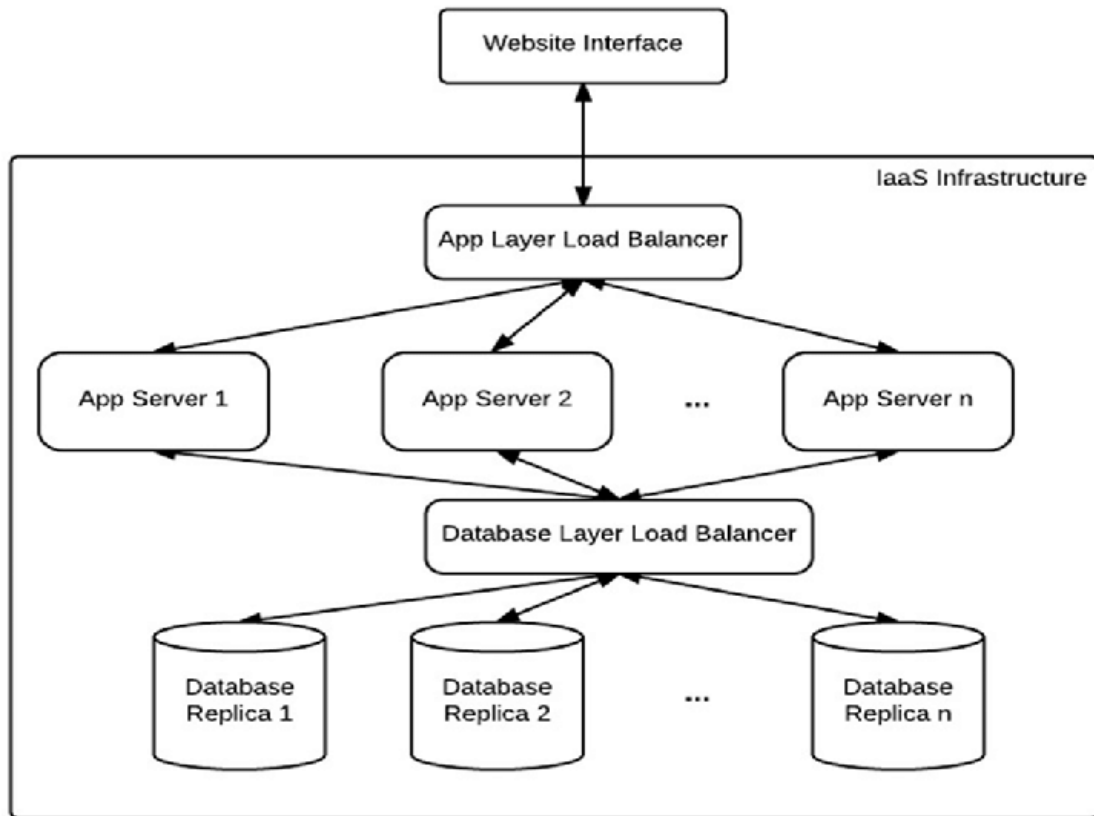 Website Interface
IaaS Infrastructure
App Layer Load Balancer
App Server 1
App Server 2
...
App Server n
Database Layer Load Balancer
Database
Replica 1
Database
Replica 2
...
Database
Replica n